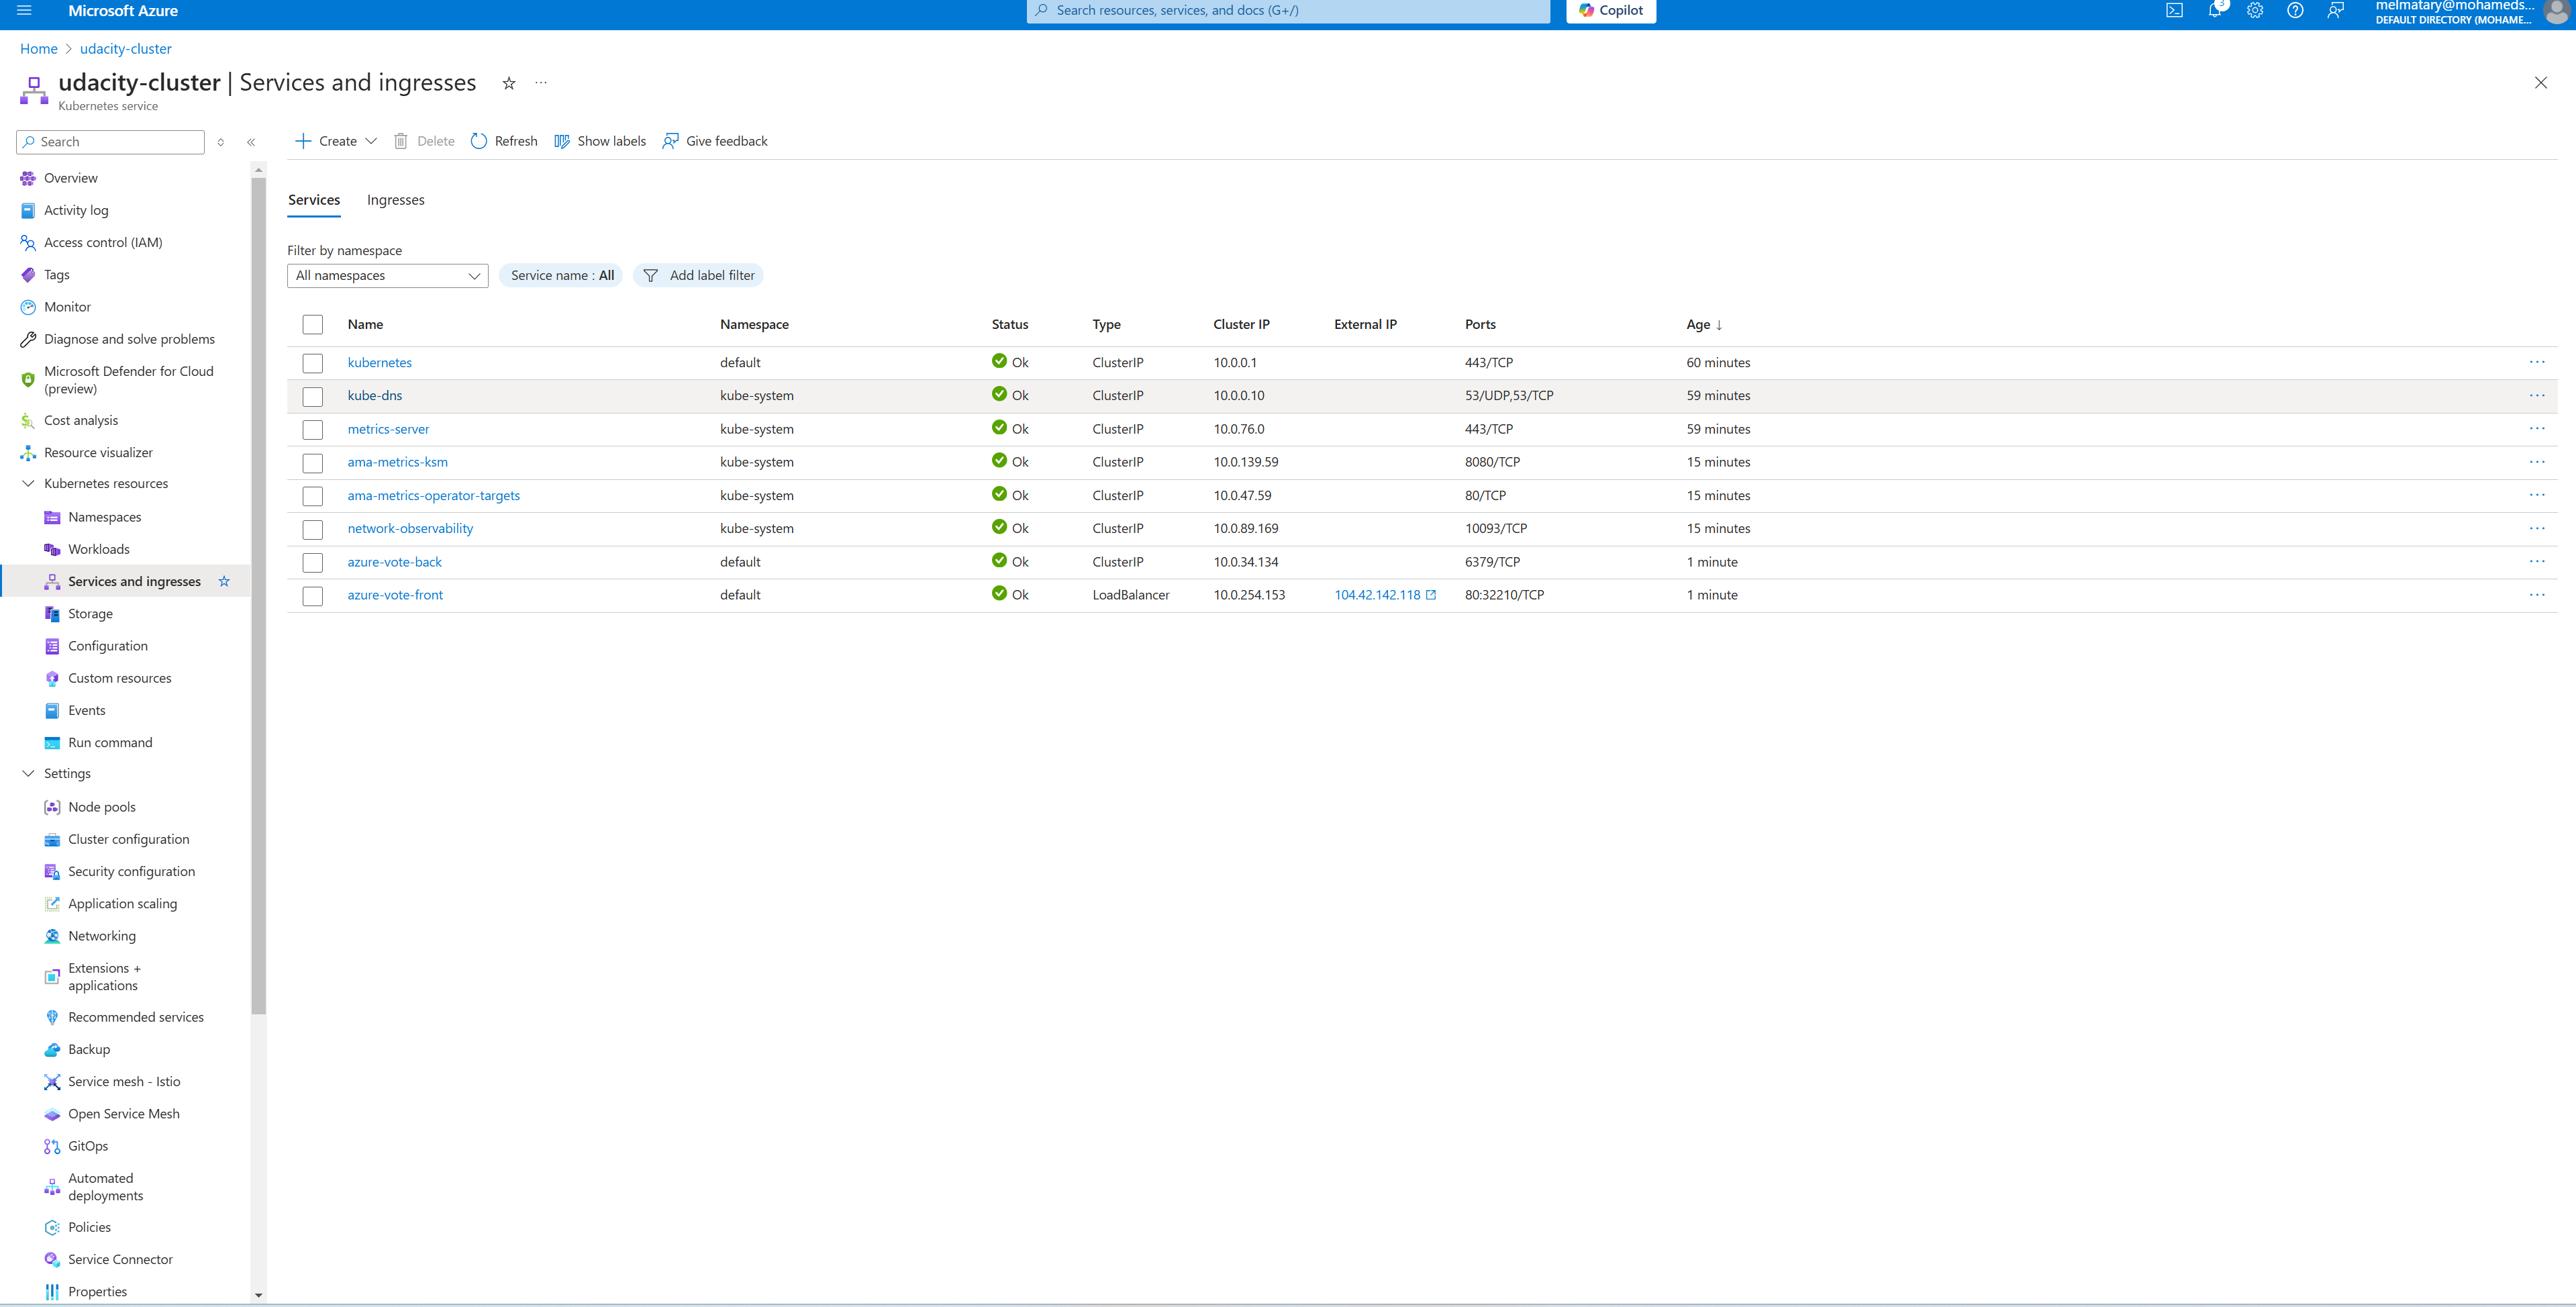 Microsoft Azure
Search resources, services, and docs (G+/)
Copilot
3
melmatary@mohameds...
DEFAULT DIRECTORY (MOHAME...
Home > udacity-cluster
udacity-cluster | Services and ingresses
Kubernetes service
Search
Create
Delete
Refresh
Show labels
Give feedback
Overview
Activity log
Access control (IAM)
Tags
Monitor
Diagnose and solve problems
Microsoft Defender for Cloud
(preview)
Cost analysis
Resource visualizer
Kubernetes resources
Namespaces
Workloads
Services and ingresses
Storage
Configuration
Custom resources
Events
Run command
Settings
Node pools
Cluster configuration
Security configuration
Application scaling
Networking
Extensions +
applications
Recommended services
Backup
Service mesh - Istio
Open Service Mesh
GitOps
Automated
deployments
Policies
Service Connector
Properties
Services Ingresses
Filter by namespace
All namespaces
Service name : All
Add label filter
Name Namespace Status Type Cluster IP External IP Ports Age ↓
kubernetes default Ok ClusterIP 10.0.0.1 443/TCP 60 minutes
kube-dns kube-system Ok ClusterIP 10.0.0.10 53/UDP,53/TCP 59 minutes
metrics-server kube-system Ok ClusterIP 10.0.76.0 443/TCP 59 minutes
ama-metrics-ksm kube-system Ok ClusterIP 10.0.139.59 8080/TCP 15 minutes
ama-metrics-operator-targets kube-system Ok ClusterIP 10.0.47.59 80/TCP 15 minutes
network-observability kube-system Ok ClusterIP 10.0.89.169 10093/TCP 15 minutes
azure-vote-back default Ok ClusterIP 10.0.34.134 6379/TCP 1 minute
azure-vote-front default Ok LoadBalancer 10.0.254.153 104.42.142.118 80:32210/TCP 1 minute